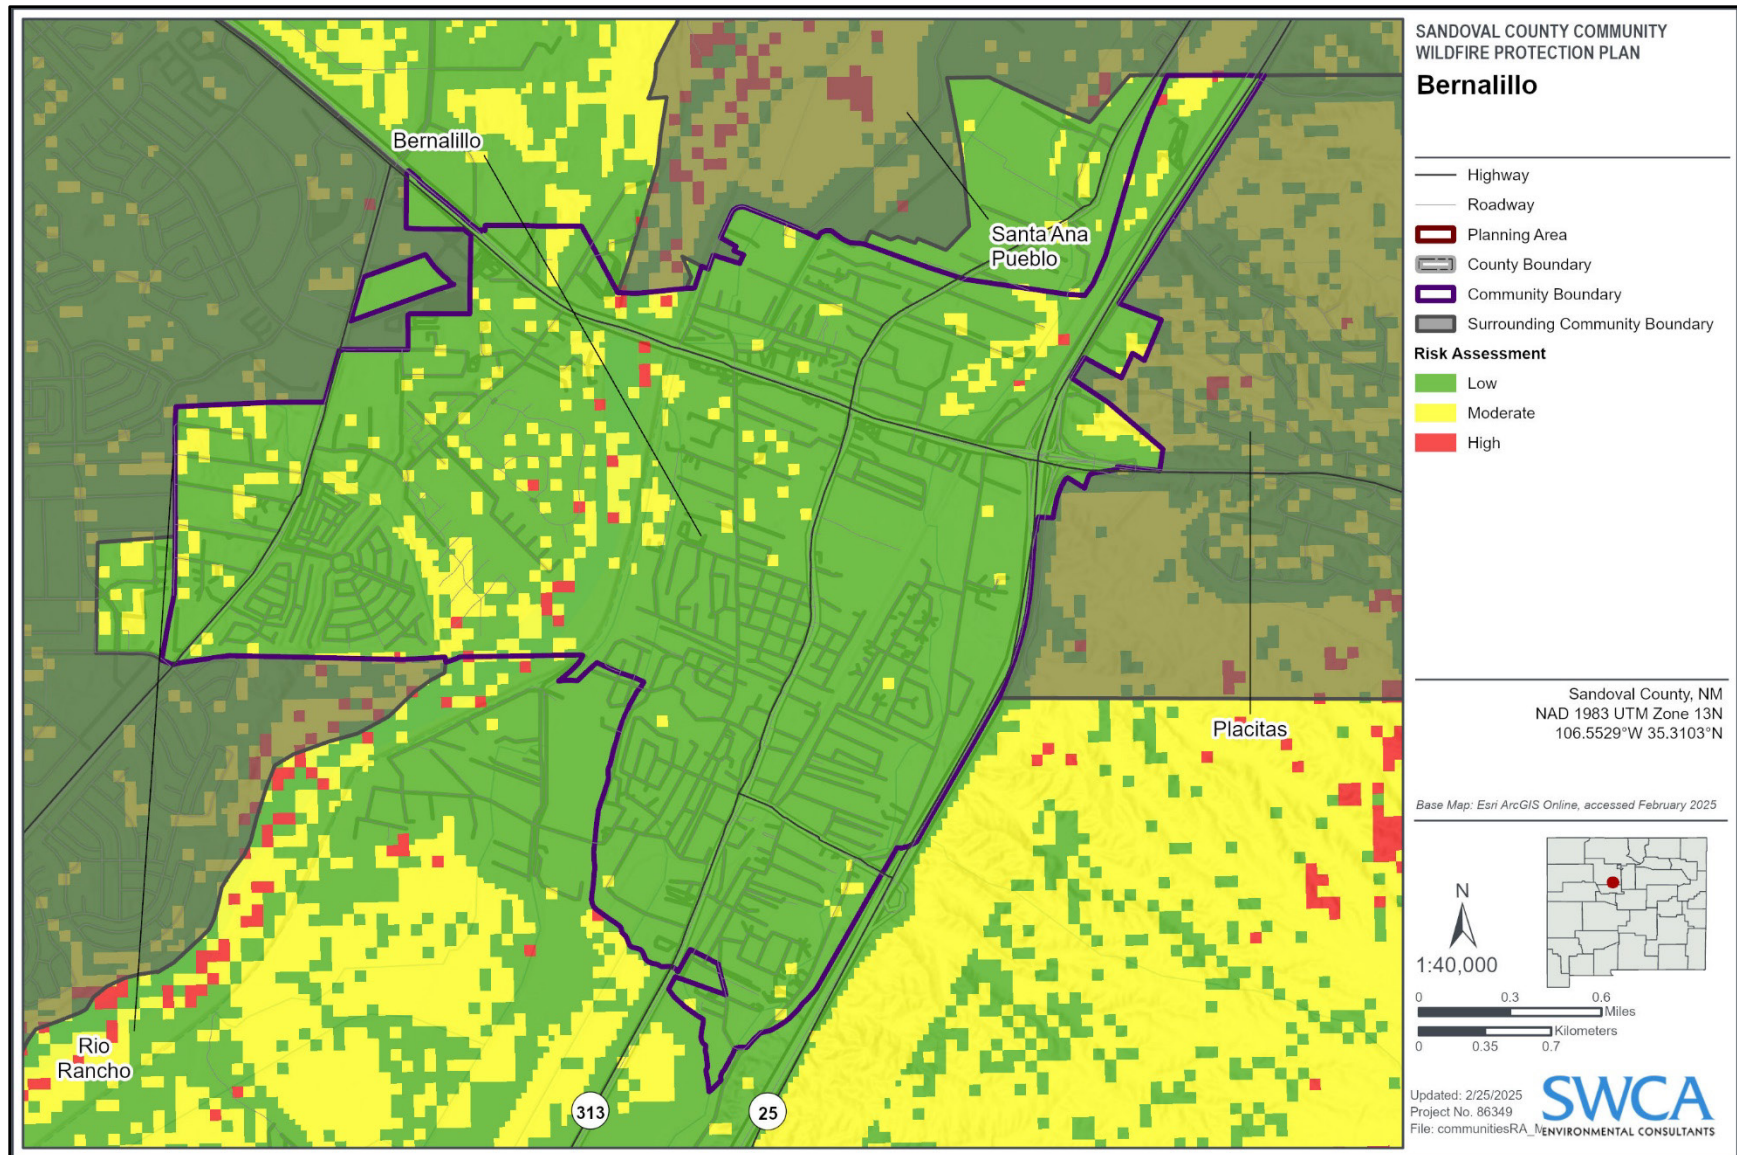 SANDOVAL COUNTY COMMUNITY
WILDFIRE PROTECTION PLAN
Bernalillo
Highway
Roadway
Planning Area
County Boundary
Community Boundary
Surrounding Community Boundary
Risk Assessment
Low
Moderate
High
Bernalillo
Santa Ana
Pueblo
Placitas
Rio
Rancho
313
25
Sandoval County, NM
NAD 1983 UTM Zone 13N
106.5529°W 35.3103°N
Base Map: Esri ArcGIS Online, accessed February 2025
N
1:40,000
0 0.3 0.6
Miles
Kilometers
0 0.35 0.7
Updated: 2/25/2025
Project No. 86349
File: communitiesRA_M
SWCA
ENVIRONMENTAL CONSULTANTS